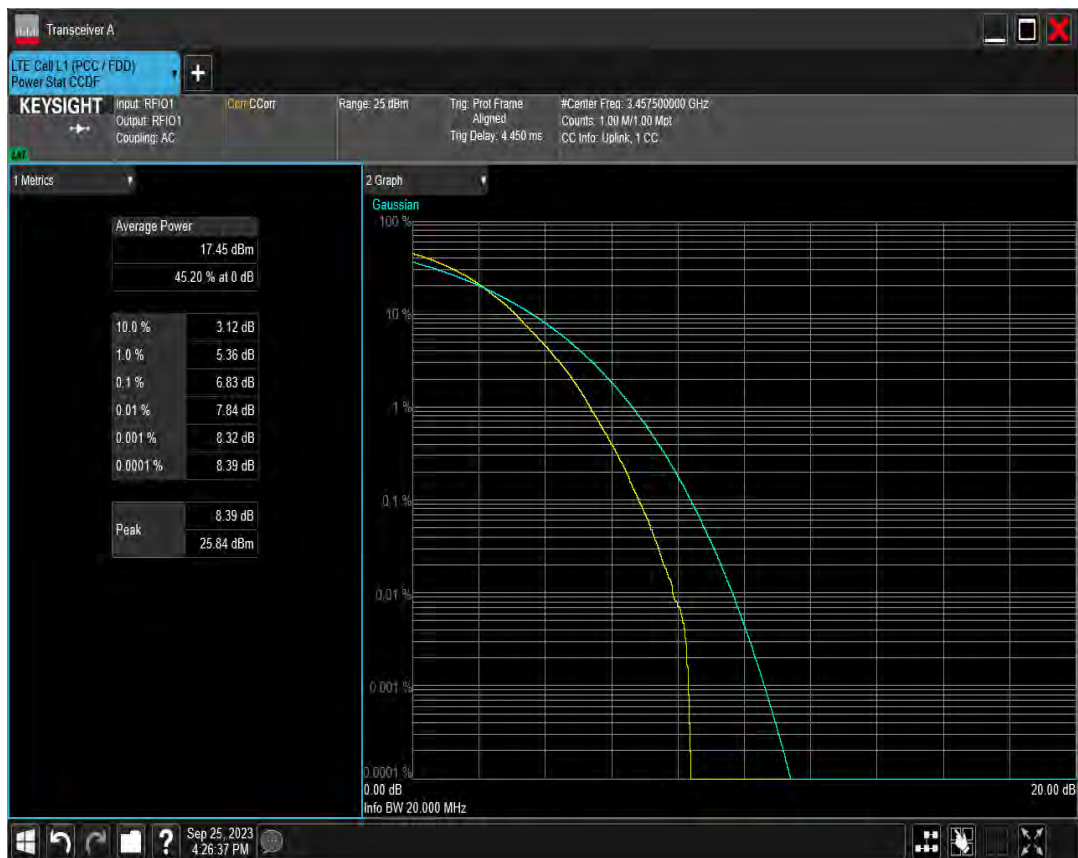 Transceiver A
LTE Cell L1 (PCC / FDD)
Power Stat CCDF
+
KEYSIGHT
Input: RFIO1
Output: RFIO1
Coupling: AC
Corr CCorr
Range: 25 dBm
Trig: Prot Frame
Aligned
Trig Delay: 4.450 ms
#Center Freq: 3.457500000 GHz
Counts: 1.00 M/1.00 Mpt
CC Info: Uplink, 1 CC
1 Metrics
Average Power
17.45 dBm
45.20 % at 0 dB
10.0 % 3.12 dB
1.0 % 5.36 dB
0.1 % 6.83 dB
0.01 % 7.84 dB
0.001 % 8.32 dB
0.0001 % 8.39 dB
Peak
8.39 dB
25.84 dBm
2 Graph
Gaussian
100 %
10 %
1 %
0.1 %
0.01 %
0.001 %
0.0001 %
0.00 dB 20.00 dB
Info BW 20.000 MHz
? Sep 25, 2023
4:26:37 PM